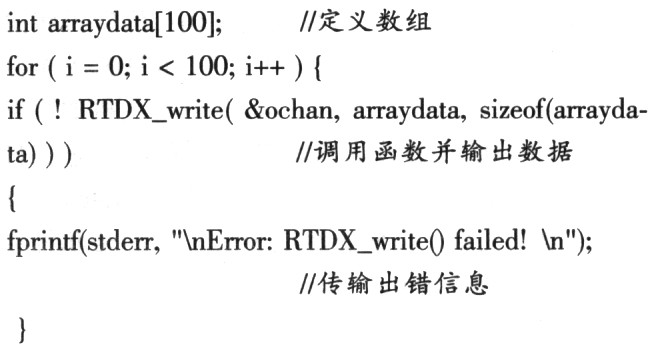 int arraydata[100]; //定义数组
for ( i = 0; i < 100; i++ ) {
if ( ! RTDX_write( &ochan, arraydata, sizeof(arrayda-
ta) ) ) //调用函数并输出数据
{
fprintf(stderr, "\nError: RTDX_write() failed! \n");
//传输出错信息
}